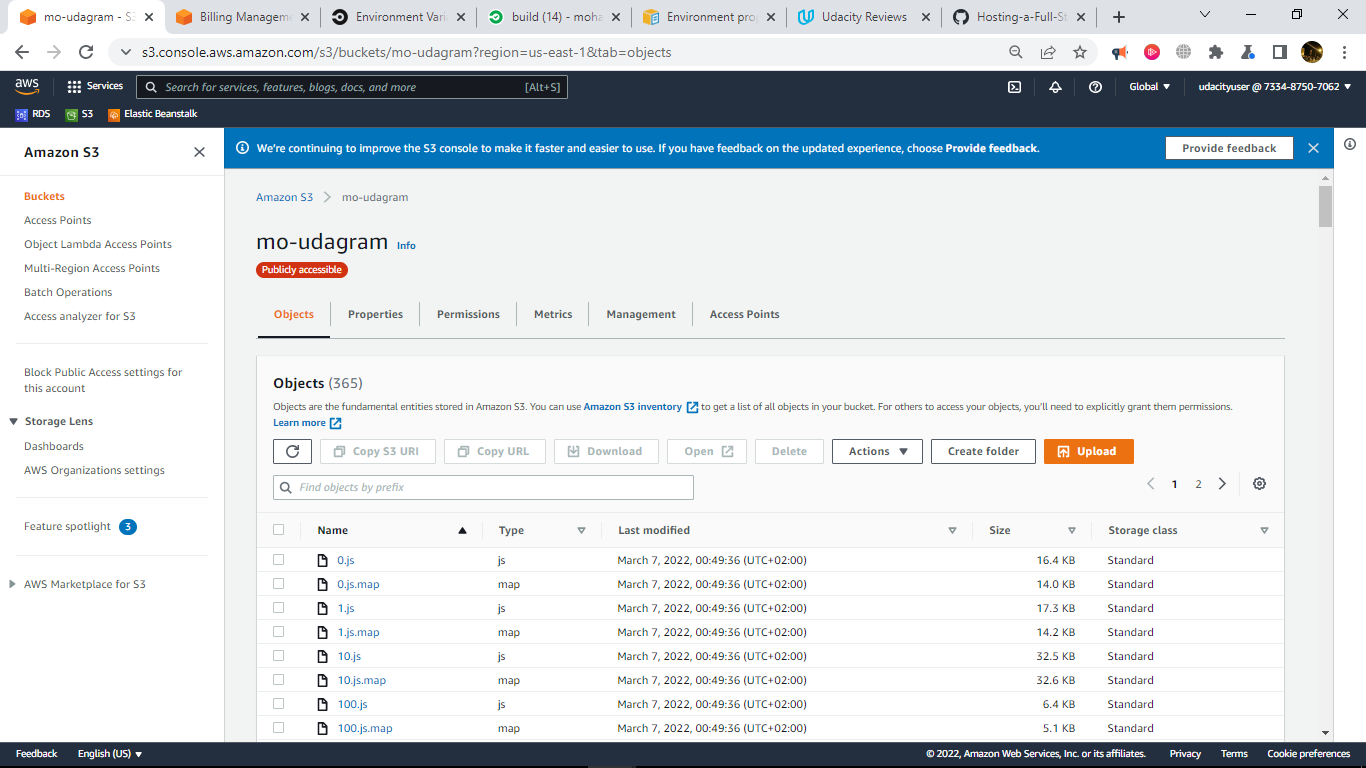 mo-udagram - S3
Billing Management
Environment Vari
build (14) - moha
Environment prop
Udacity Reviews
Hosting-a-Full-St
s3.console.aws.amazon.com/s3/buckets/mo-udagram?region=us-east-1&tab=objects
aws
Services
Search for services, features, blogs, docs, and more
[Alt+S]
Global
udacityuser @ 7334-8750-7062
RDS
S3
Elastic Beanstalk
Amazon S3
We're continuing to improve the S3 console to make it faster and easier to use. If you have feedback on the updated experience, choose Provide feedback.
Provide feedback
Buckets
Access Points
Object Lambda Access Points
Multi-Region Access Points
Batch Operations
Access analyzer for S3
Block Public Access settings for
this account
Storage Lens
Dashboards
AWS Organizations settings
Feature spotlight 3
AWS Marketplace for S3
Amazon S3 > mo-udagram
mo-udagram Info
Publicly accessible
Objects
Properties
Permissions
Metrics
Management
Access Points
Objects (365)
Objects are the fundamental entities stored in Amazon S3. You can use Amazon S3 inventory to get a list of all objects in your bucket. For others to access your objects, you'll need to explicitly grant them permissions.
Learn more
Copy S3 URI
Copy URL
Download
Open
Delete
Actions
Create folder
Upload
Find objects by prefix
1 2
Name Type Last modified Size Storage class
0.js js March 7, 2022, 00:49:36 (UTC+02:00) 16.4 KB Standard
0.js.map map March 7, 2022, 00:49:36 (UTC+02:00) 14.0 KB Standard
1.js js March 7, 2022, 00:49:36 (UTC+02:00) 17.3 KB Standard
1.js.map map March 7, 2022, 00:49:36 (UTC+02:00) 14.2 KB Standard
10.js js March 7, 2022, 00:49:36 (UTC+02:00) 32.5 KB Standard
10.js.map map March 7, 2022, 00:49:36 (UTC+02:00) 32.6 KB Standard
100.js js March 7, 2022, 00:49:36 (UTC+02:00) 6.4 KB Standard
100.js.map map March 7, 2022, 00:49:36 (UTC+02:00) 5.1 KB Standard
Feedback
English (US)
© 2022, Amazon Web Services, Inc. or its affiliates.
Privacy
Terms
Cookie preferences